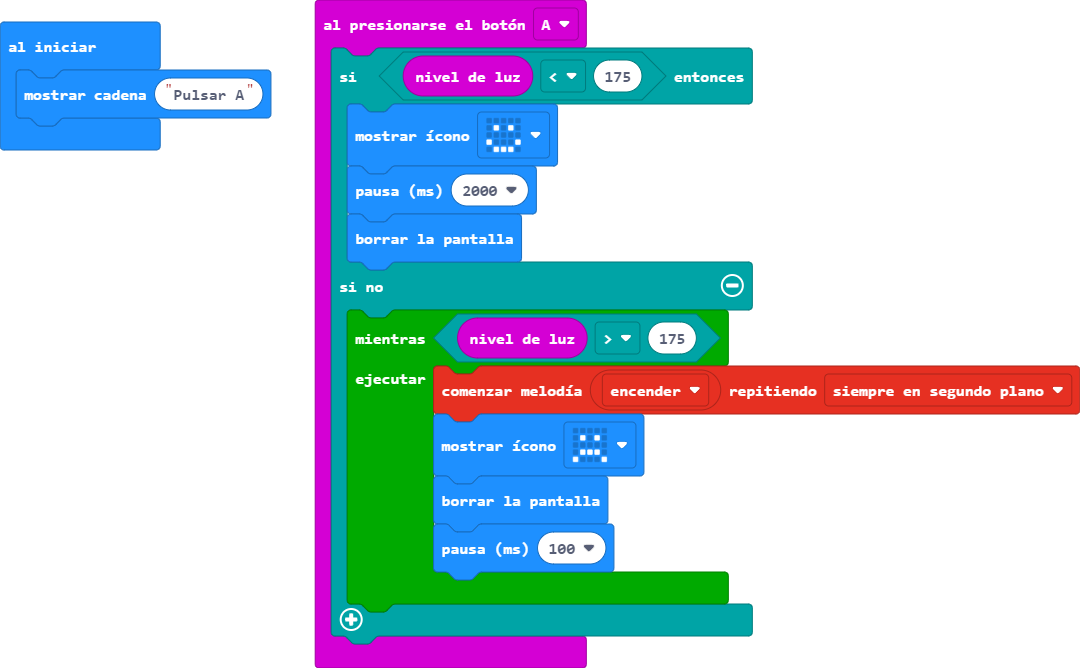 al iniciar
mostrar cadena "Pulsar A"
al presionarse el botón A
si nivel de luz < 175 entonces
mostrar ícono
pausa (ms) 2000
borrar la pantalla
si no
mientras nivel de luz > 175
ejecutar comenzar melodía encender repitiendo siempre en segundo plano
mostrar ícono
borrar la pantalla
pausa (ms) 100